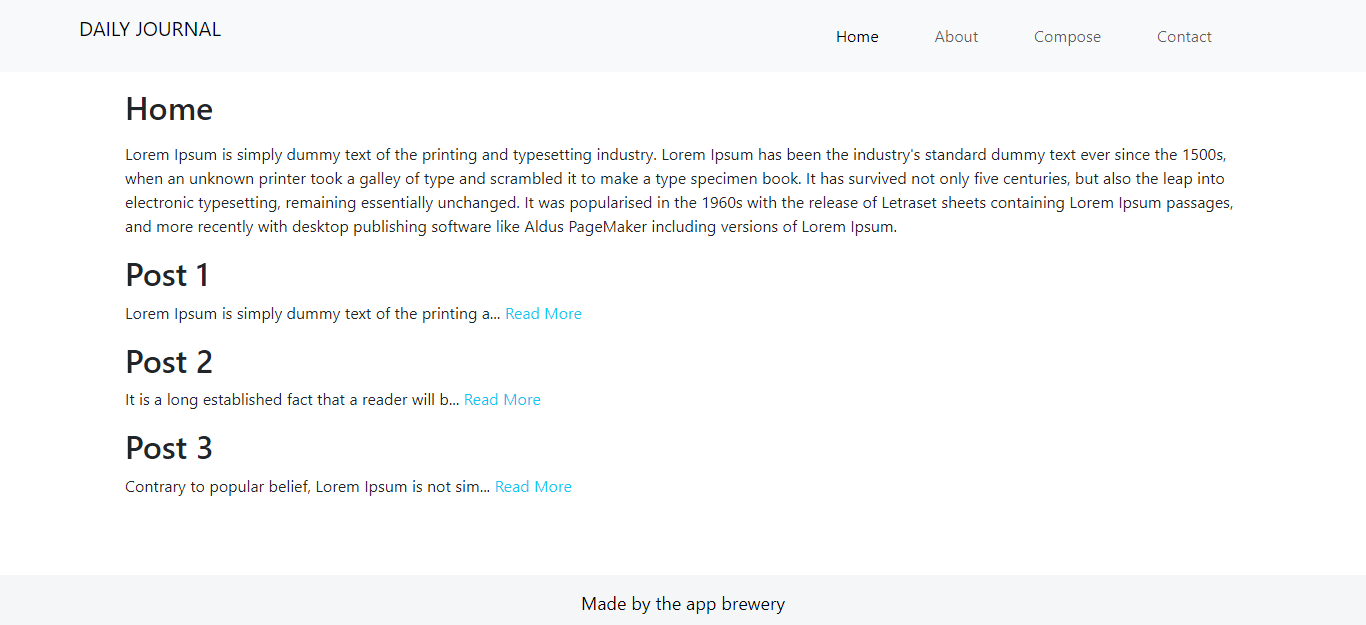 DAILY JOURNAL
Home
About
Compose
Contact
Home
Lorem Ipsum is simply dummy text of the printing and typesetting industry. Lorem Ipsum has been the industry's standard dummy text ever since the 1500s,
when an unknown printer took a galley of type and scrambled it to make a type specimen book. It has survived not only five centuries, but also the leap into
electronic typesetting, remaining essentially unchanged. It was popularised in the 1960s with the release of Letraset sheets containing Lorem Ipsum passages,
and more recently with desktop publishing software like Aldus PageMaker including versions of Lorem Ipsum.
Post 1
Lorem Ipsum is simply dummy text of the printing a... Read More
Post 2
It is a long established fact that a reader will b... Read More
Post 3
Contrary to popular belief, Lorem Ipsum is not sim... Read More
Made by the app brewery